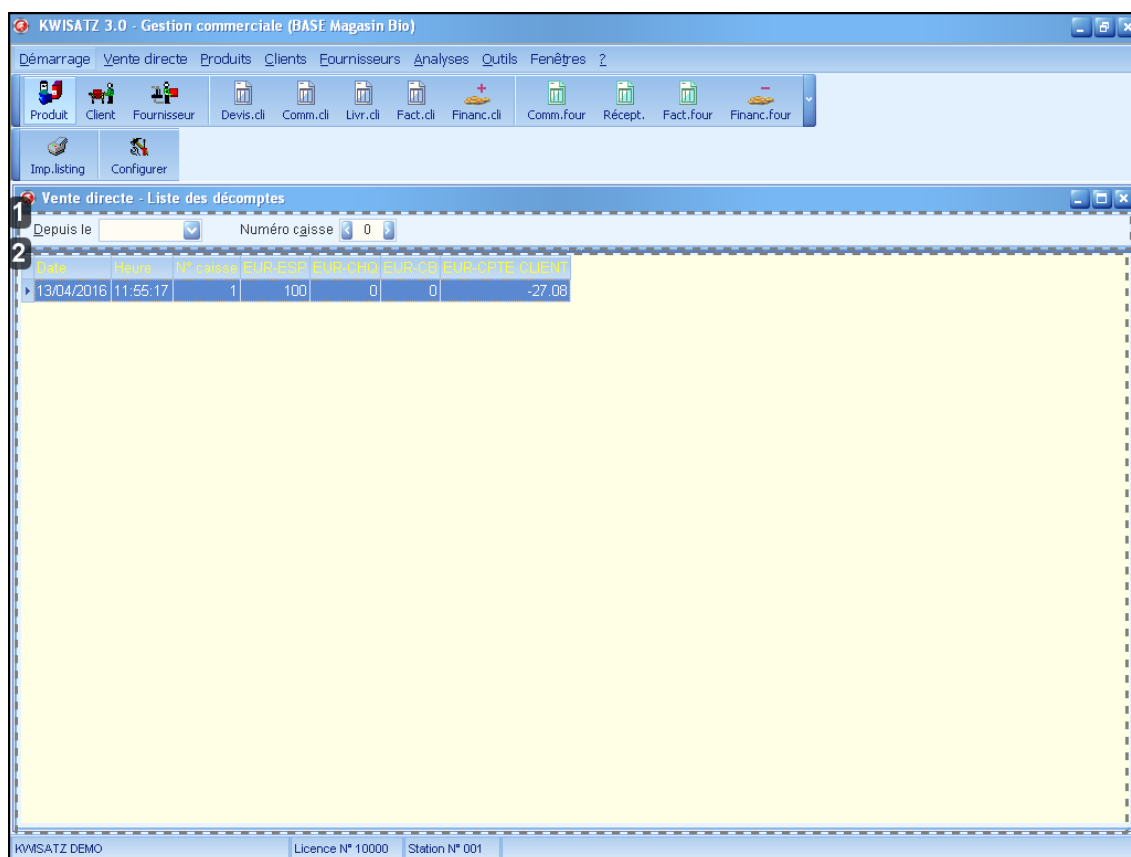 KWISATZ 3.0 - Gestion commerciale (BASE Magasin Bio)
Démarrage Vente directe Produits Clients Fournisseurs Analyses Outils Fenêtres ?
Produit Client Fournisseur Devis.cli Comm.cli Livr.cli Fact.cli Financ.cli Comm.four Récept. Fact.four Financ.four
Imp.listing Configurer
Vente directe - Liste des décomptes
1
Depuis le Numéro caisse 0
2
Date Heure N° caisse EUR-ESP EUR-CHQ EUR-CB EUR-CPTE CLIENT
13/04/2016 11:55:17 1 100 0 0 -27.08
KWISATZ DEMO Licence N° 10000 Station N° 001